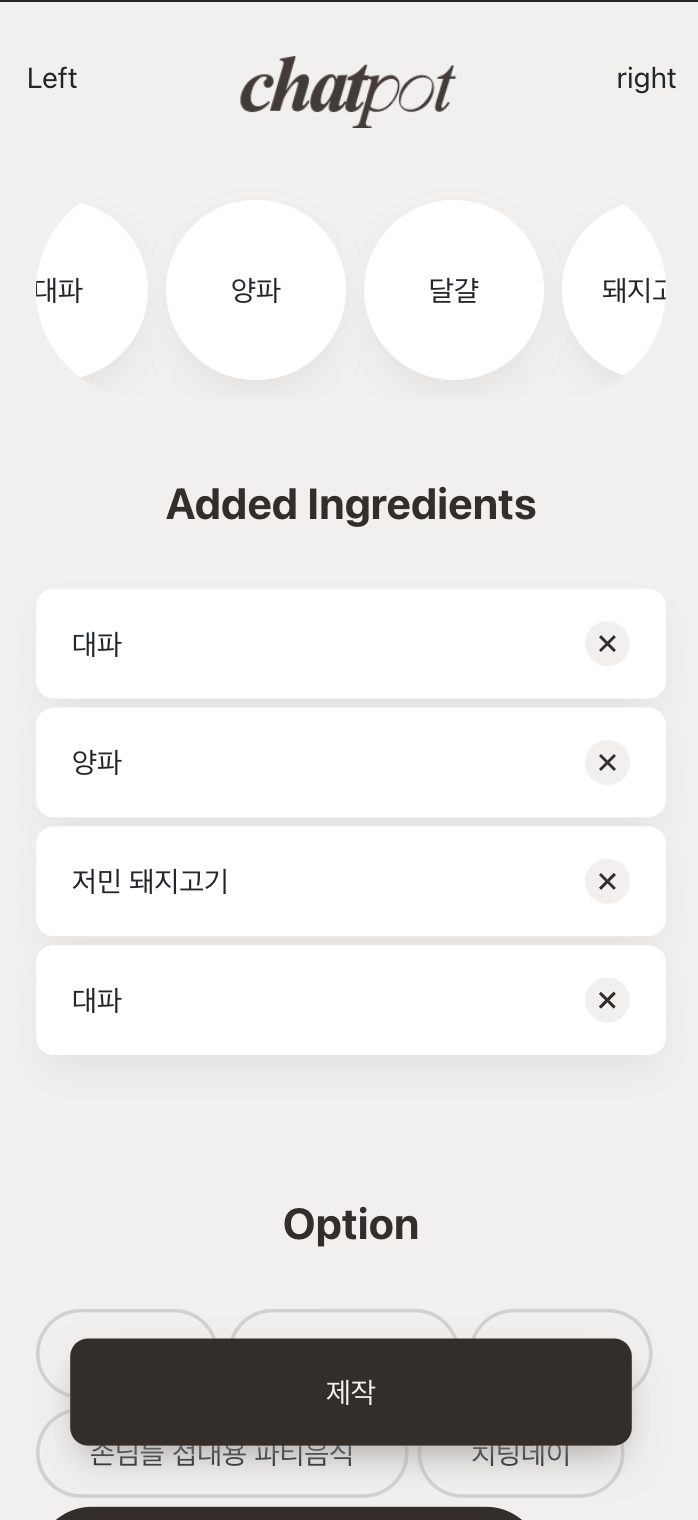 Left
chatpot
right
대파
양파
달걀
돼지고
Added Ingredients
대파
양파
저민 돼지고기
대파
Option
제작
손님들 접대용 파티음식
치팅데이